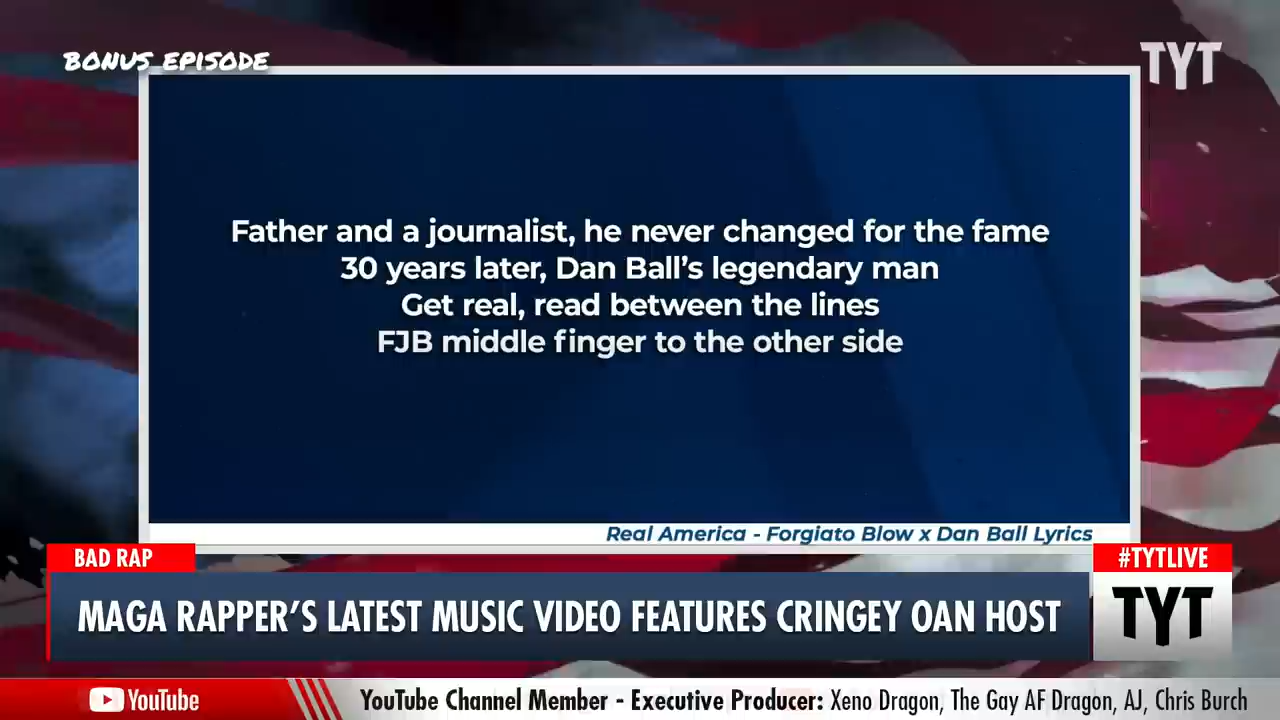 BONUS EPISODE
TYT
Father and a journalist, he never changed for the fame
30 years later, Dan Ball's legendary man
Get real, read between the lines
FJB middle finger to the other side
Real America - Forgiato Blow x Dan Ball Lyrics
BAD RAP
#TYTLIVE
MAGA RAPPER'S LATEST MUSIC VIDEO FEATURES CRINGEY OAN HOST
TYT
YouTube
YouTube Channel Member - Executive Producer: Xeno Dragon, The Gay AF Dragon, AJ, Chris Burch